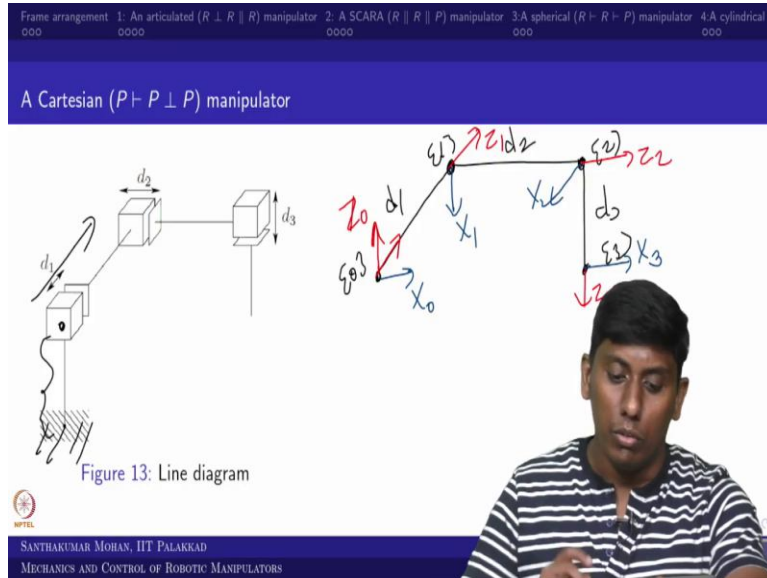 Frame arrangement 1: An articulated (R ⊥ R ∥ R) manipulator 2: A SCARA (R ∥ R ∥ P) manipulator 3:A spherical (R ⊢ R ⊢ P) manipulator 4:A cylindrical
A Cartesian (P ⊢ P ⊥ P) manipulator
d₂
d₁
d₃
{1} Z₁ d₂ {2} Z₂
d₁ X₁ X₂ d₃
Z₀ {3} X₃
{0} X₀ Z
Figure 13: Line diagram
NPTEL
SANTHAKUMAR MOHAN, IIT PALAKKAD
MECHANICS AND CONTROL OF ROBOTIC MANIPULATORS